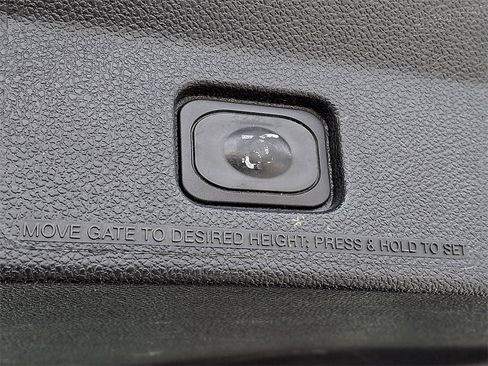 MOVE GATE TO DESIRED HEIGHT; PRESS & HOLD TO SET